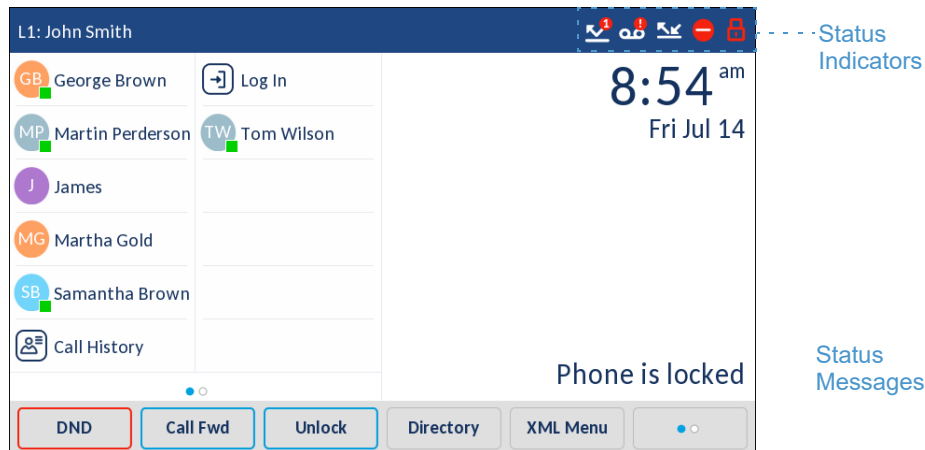 L1: John Smith
1 !
Status
Indicators
GB George Brown
Log In
8:54 am
MP Martin Perderson
TW Tom Wilson
Fri Jul 14
J James
MG Martha Gold
SB Samantha Brown
Call History
Phone is locked
Status
Messages
DND Call Fwd Unlock Directory XML Menu